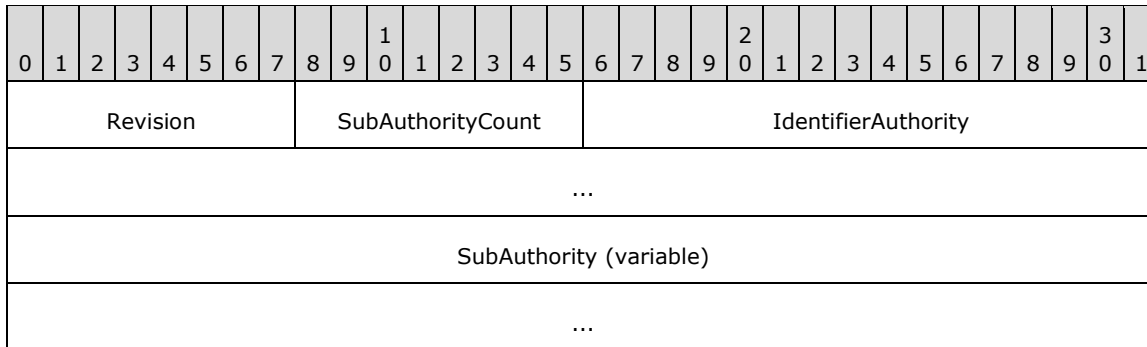 1 2 3
0 1 2 3 4 5 6 7 8 9 0 1 2 3 4 5 6 7 8 9 0 1 2 3 4 5 6 7 8 9 0 1
Revision SubAuthorityCount IdentifierAuthority
...
SubAuthority (variable)
...